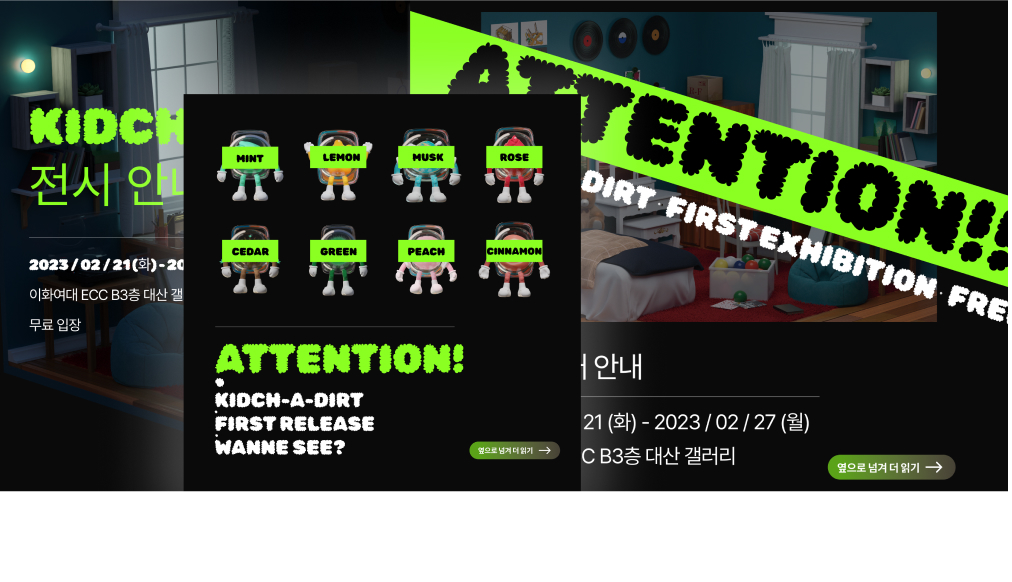 KIDCH
전시 안
2023 / 02 / 21(화) - 20
이화여대 ECC B3층 대산 갤
무료 입장
MINT
LEMON
MUSK
ROSE
CEDAR
GREEN
PEACH
CINNAMON
ATTENTION!
KIDCH-A-DIRT
FIRST RELEASE
WANNE SEE?
옆으로 넘겨 더 읽기
ATTENTION!!
DIRT · FIRST EXHIBITION · FRE
안내
21 (화) - 2023 / 02 / 27 (월)
C B3층 대산 갤러리
옆으로 넘겨 더 읽기